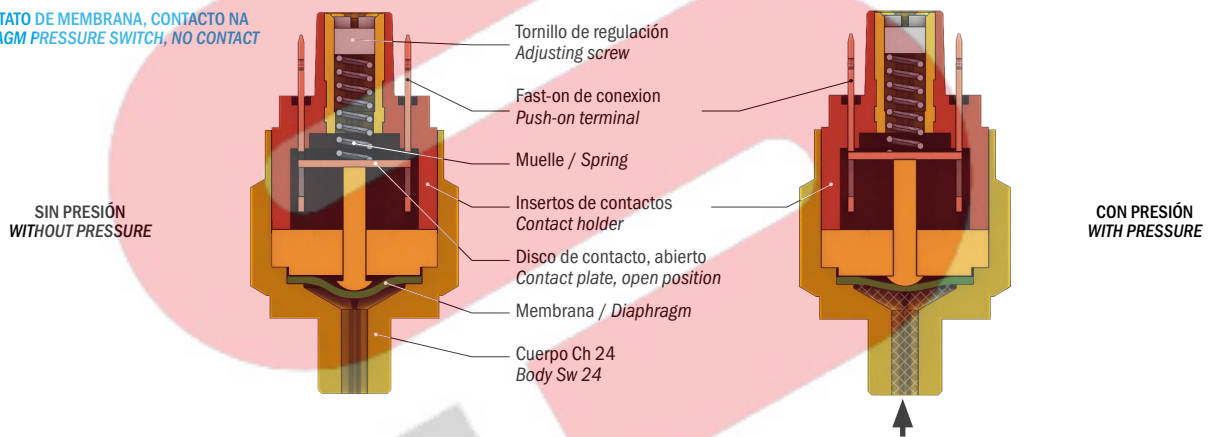 TATO DE MEMBRANA, CONTACTO NA
AGM PRESSURE SWITCH, NO CONTACT
Tornillo de regulación
Adjusting screw
Fast-on de conexion
Push-on terminal
Muelle / Spring
Insertos de contactos
Contact holder
Disco de contacto, abierto
Contact plate, open position
Membrana / Diaphragm
Cuerpo Ch 24
Body Sw 24
SIN PRESIÓN
WITHOUT PRESSURE
CON PRESIÓN
WITH PRESSURE